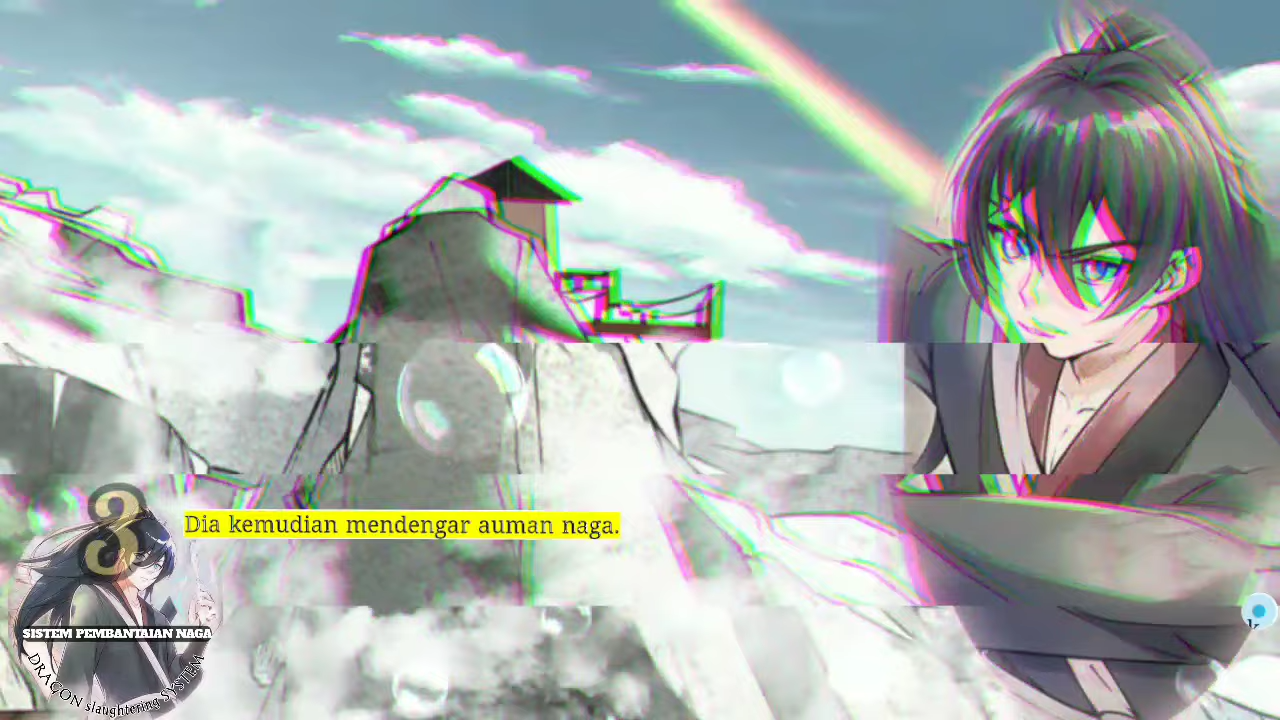 Dia kemudian mendengar auman naga.
3
SISTEM PEMBANTAIAN NAGA
DRAGON slaughtering SYSTEM